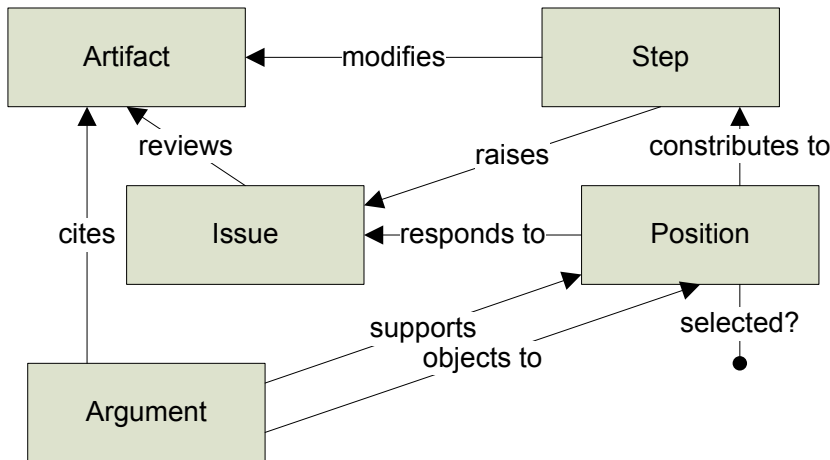 Artifact
modifies
Step
reviews
raises
constributes to
cites
Issue
responds to
Position
supports
selected?
objects to
Argument